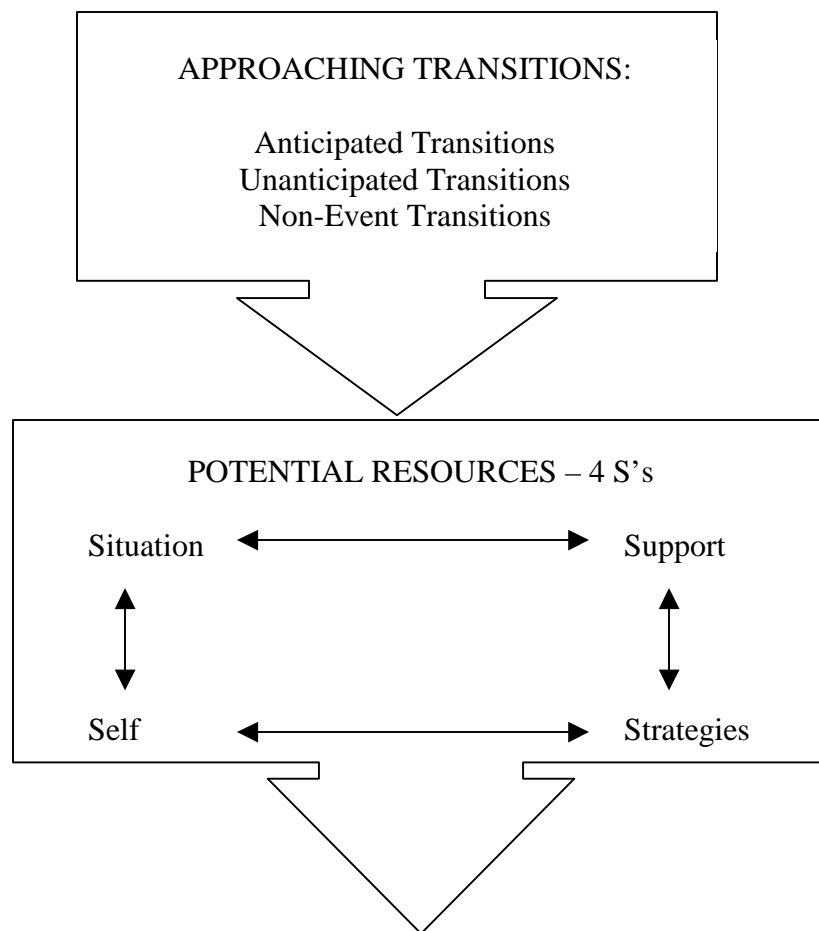 APPROACHING TRANSITIONS:
Anticipated Transitions
Unanticipated Transitions
Non-Event Transitions
POTENTIAL RESOURCES – 4 S’s
Situation Support
Self Strategies